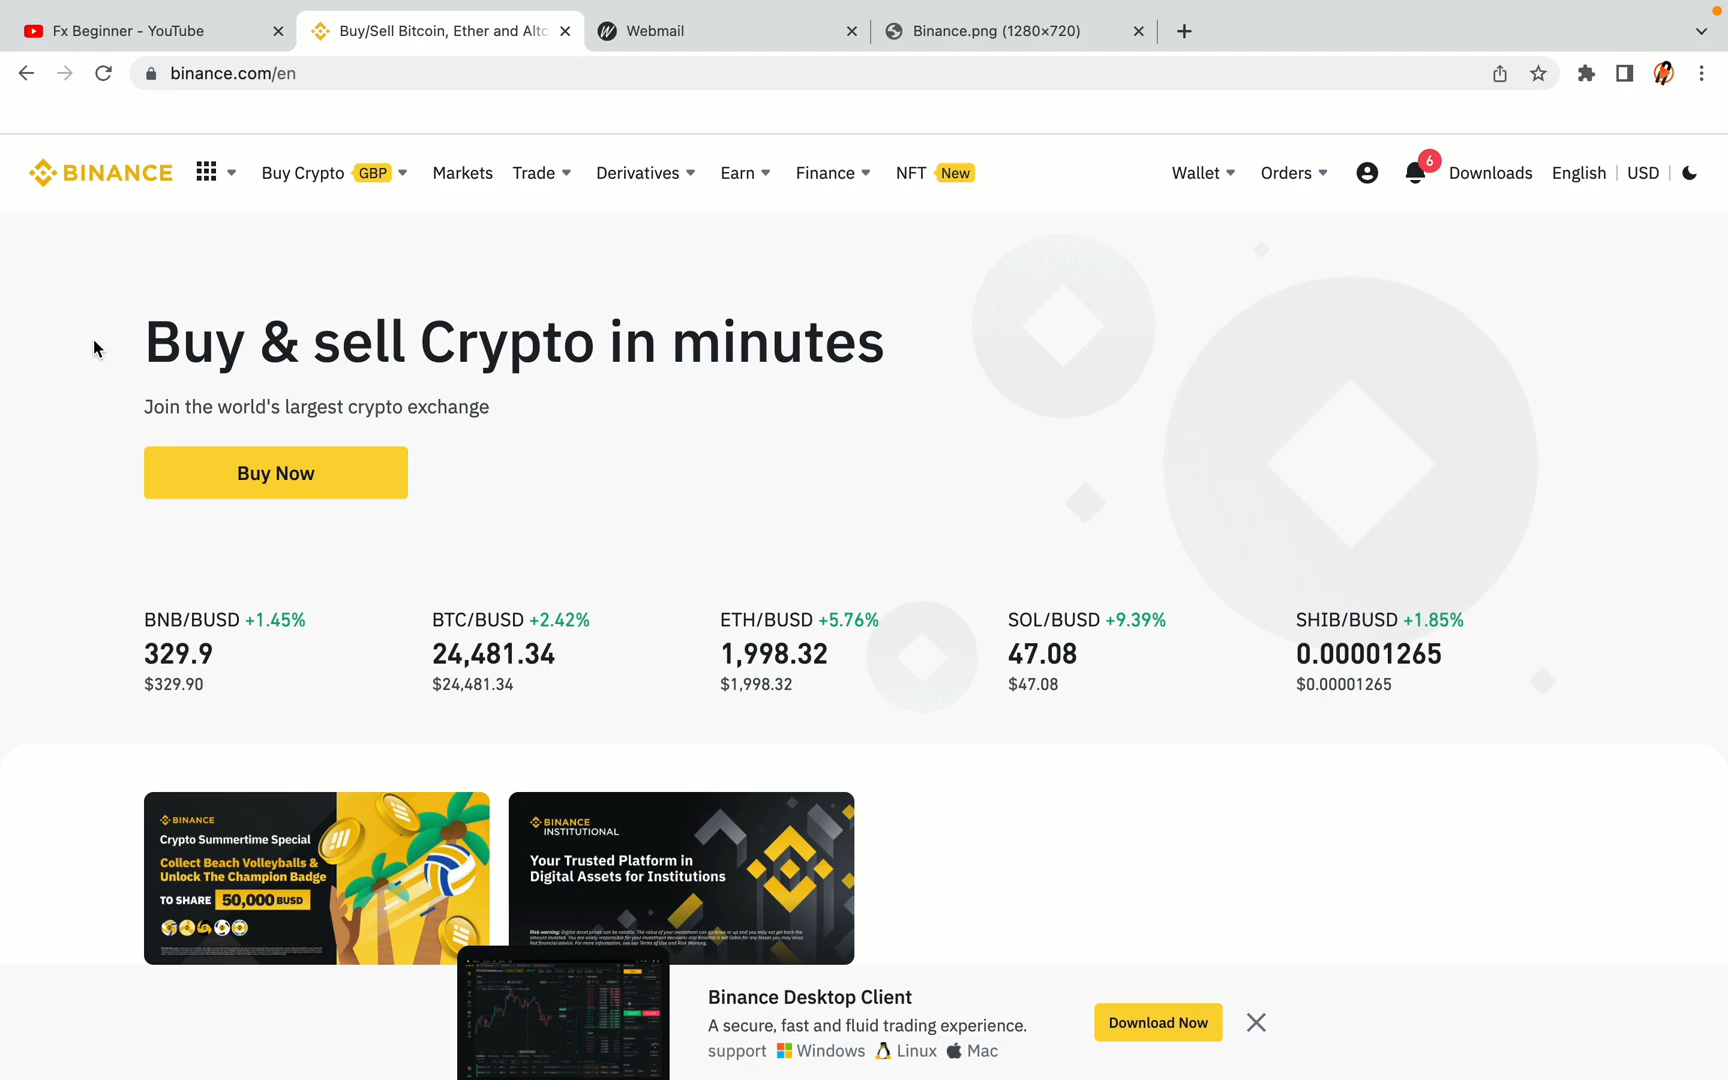 Fx Beginner - YouTube
Buy/Sell Bitcoin, Ether and Altc
Webmail
Binance.png (1280×720)
binance.com/en
BINANCE
Buy Crypto GBP
Markets
Trade
Derivatives
Earn
Finance
NFT New
Wallet
Orders
6
Downloads
English
USD
Buy & sell Crypto in minutes
Join the world's largest crypto exchange
Buy Now
BNB/BUSD +1.45%
329.9
$329.90
BTC/BUSD +2.42%
24,481.34
$24,481.34
ETH/BUSD +5.76%
1,998.32
$1,998.32
SOL/BUSD +9.39%
47.08
$47.08
SHIB/BUSD +1.85%
0.00001265
$0.00001265
BINANCE
Crypto Summertime Special
Collect Beach Volleyballs &
Unlock The Champion Badge
TO SHARE 50,000 BUSD
BINANCE
INSTITUTIONAL
Your Trusted Platform in
Digital Assets for Institutions
Binance Desktop Client
A secure, fast and fluid trading experience.
support Windows Linux Mac
Download Now